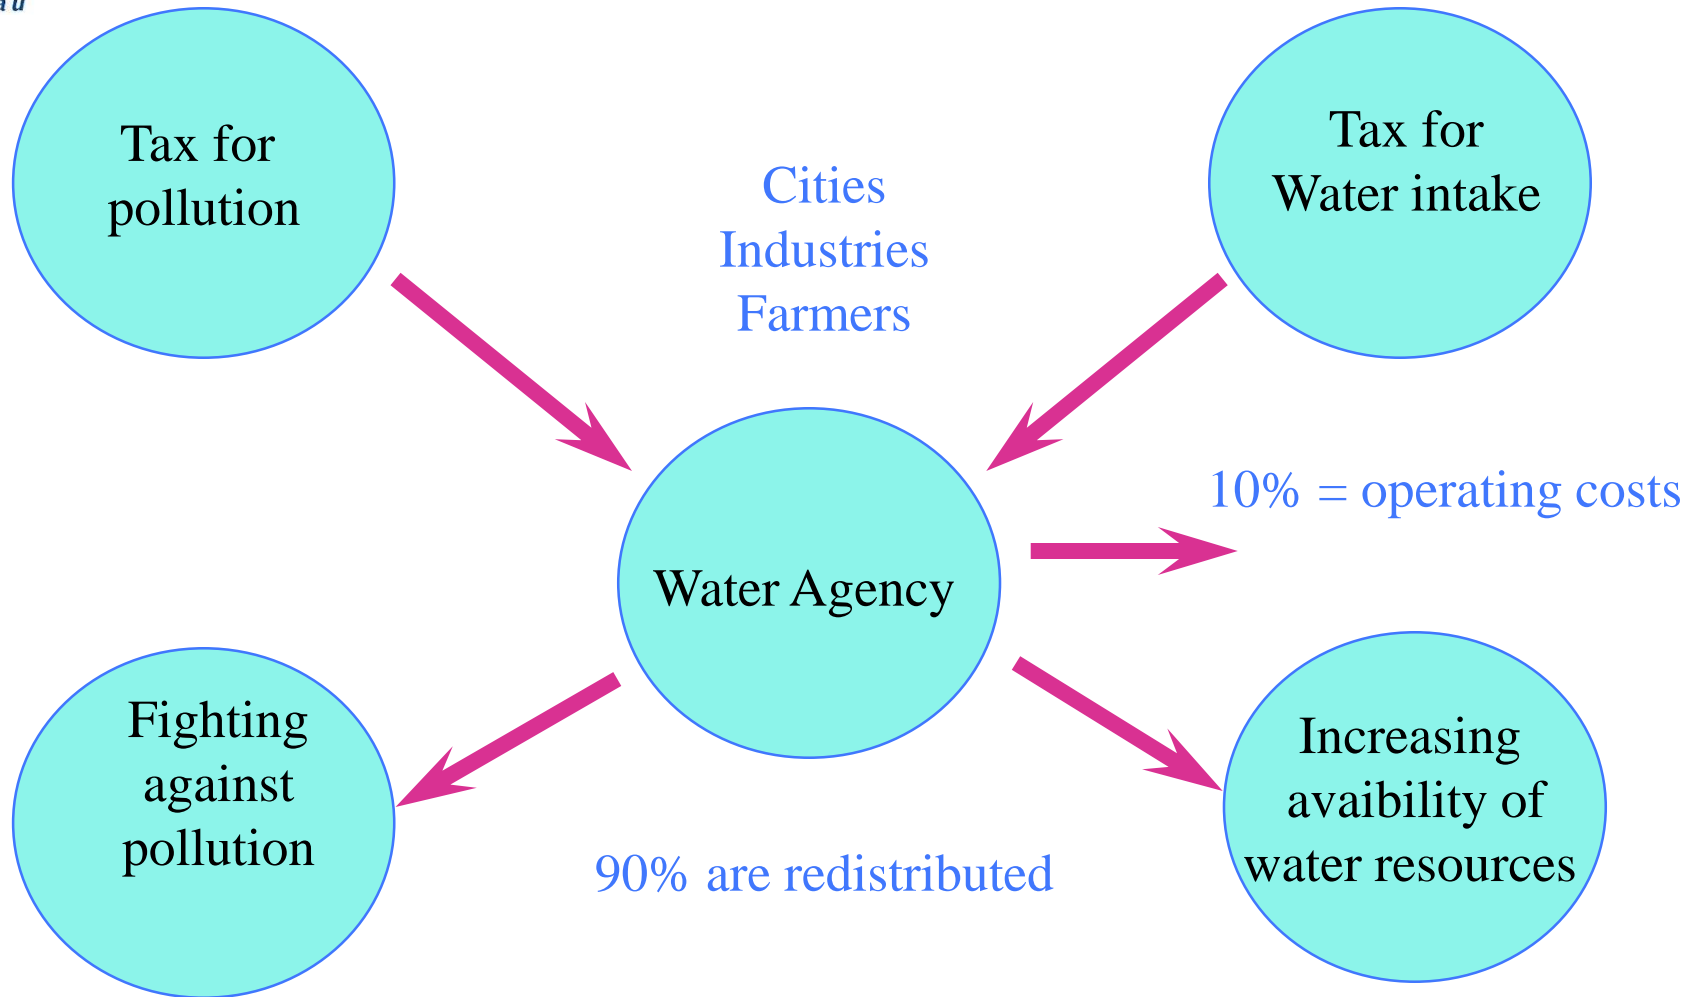 Tax for
pollution
Cities
Industries
Farmers
Tax for
Water intake
10% = operating costs
Water Agency
Fighting
against
pollution
90% are redistributed
Increasing
avaibility of
water resources